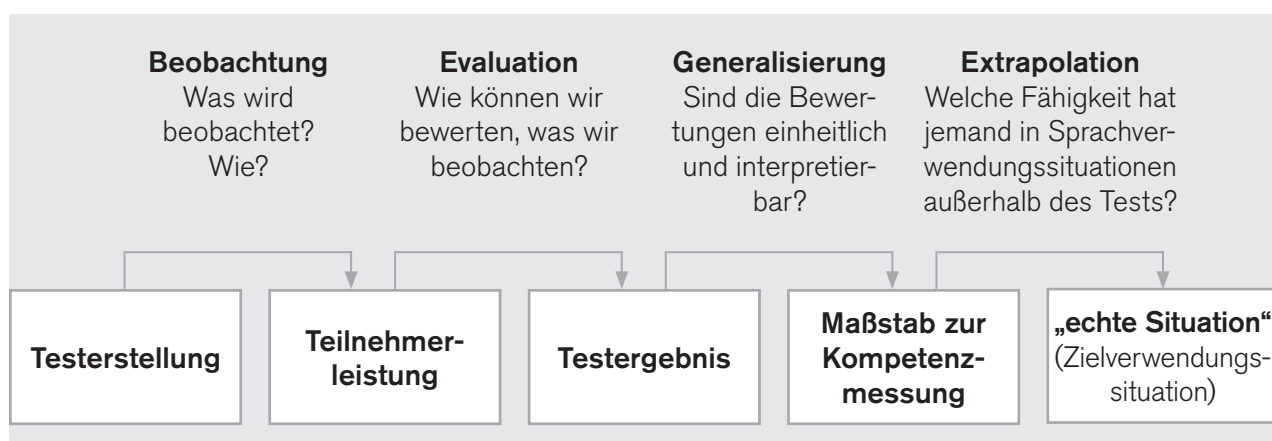 Beobachtung
Was wird
beobachtet?
Wie?
Evaluation
Wie können wir
bewerten, was wir
beobachten?
Generalisierung
Sind die Bewer-
tungen einheitlich
und interpretier-
bar?
Extrapolation
Welche Fähigkeit hat
jemand in Sprachver-
wendungssituationen
außerhalb des Tests?
Testerstellung
Teilnehmer-
leistung
Testergebnis
Maßstab zur
Kompetenz-
messung
„echte Situation“
(Zielverwendungs-
situation)